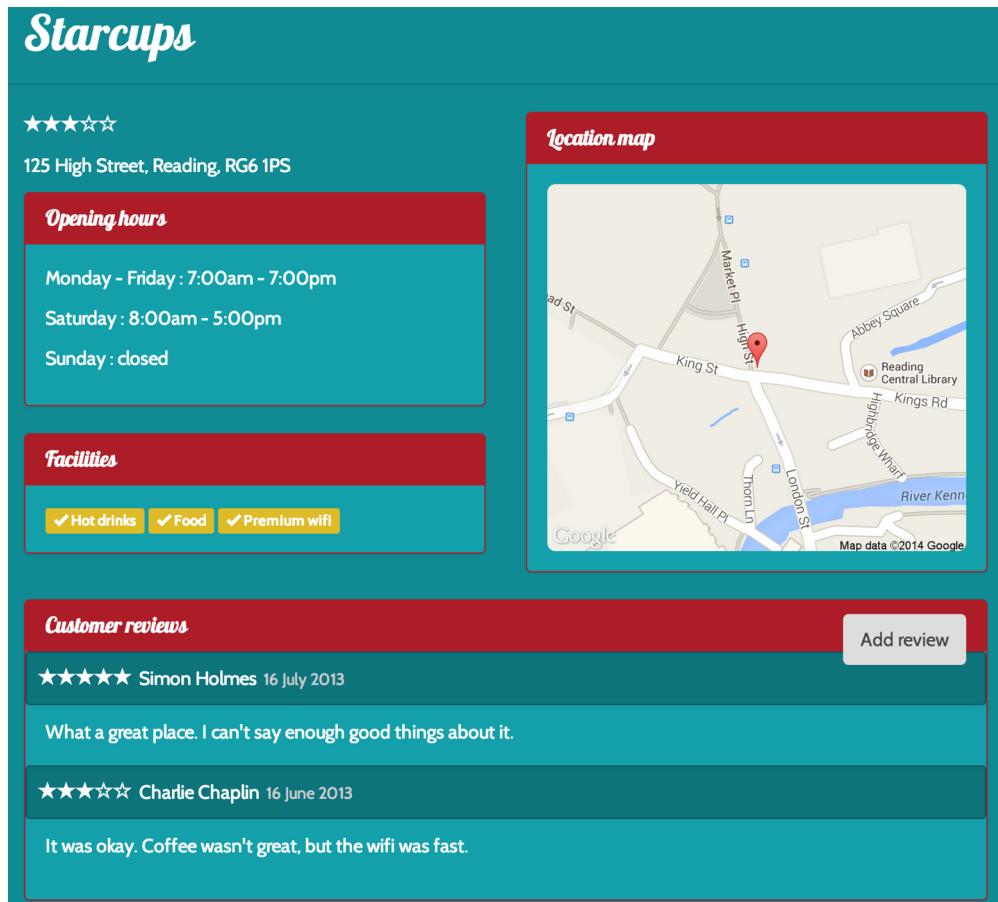 Starcups
★★★☆☆
125 High Street, Reading, RG6 1PS
Opening hours
Monday - Friday : 7:00am - 7:00pm
Saturday : 8:00am - 5:00pm
Sunday : closed
Facilities
✔Hot drinks ✔Food ✔Premium wifi
Location map
Market Pl
ad St
High St
Abbey Square
King St
Reading
Central Library
Kings Rd
Highbridge Wharf
Yield Hall Pl
Thorn Ln
London St
River Kenn
Google
Map data ©2014 Google
Customer reviews
Add review
★★★★★ Simon Holmes 16 July 2013
What a great place. I can't say enough good things about it.
★★★☆☆ Charlie Chaplin 16 June 2013
It was okay. Coffee wasn't great, but the wifi was fast.